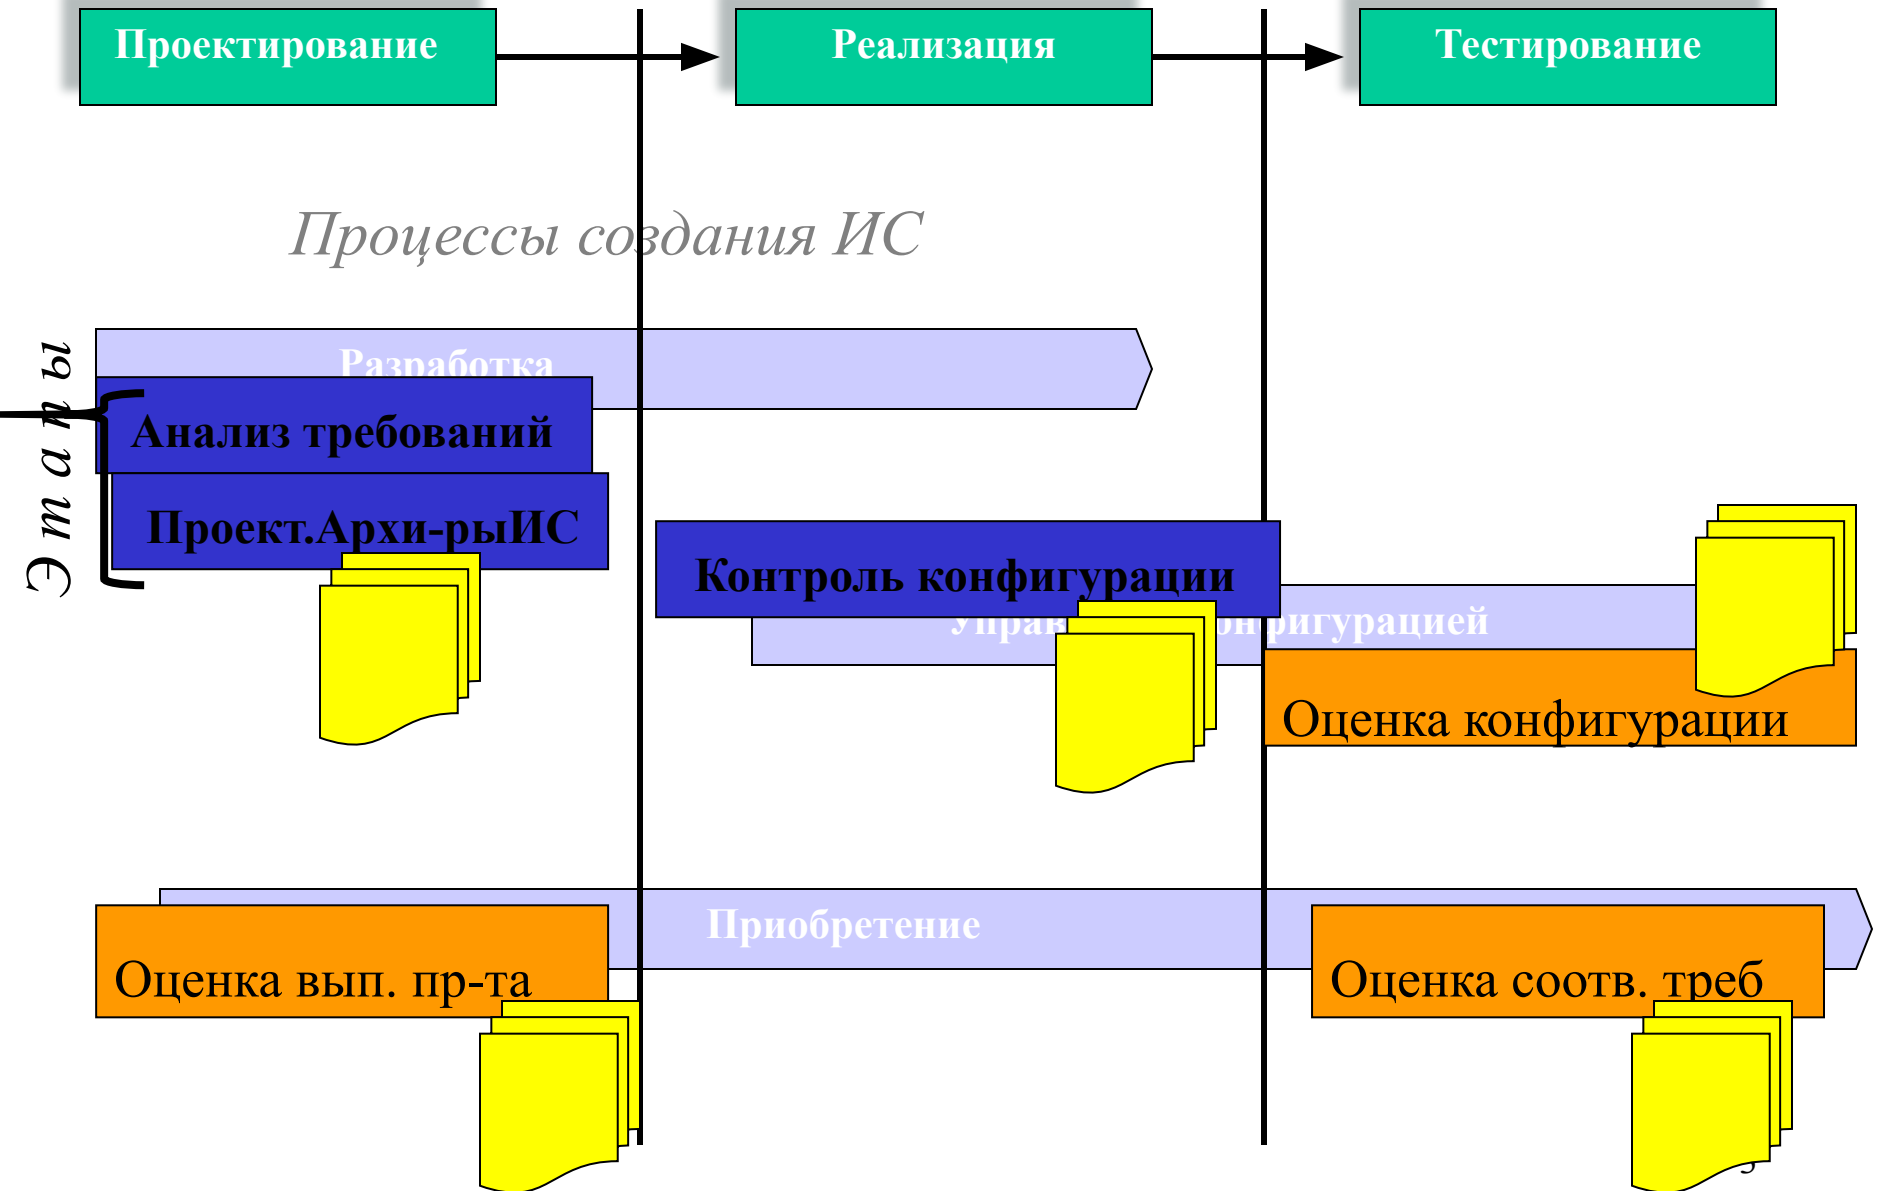 Проектирование
Реализация
Тестирование
Процессы создания ИС
Этапы
Разработка
Анализ требований
Проект.Архи-рыИС
Контроль конфигурации
Оценка конфигурации
Приобретение
Оценка вып. пр-та
Оценка соотв. треб